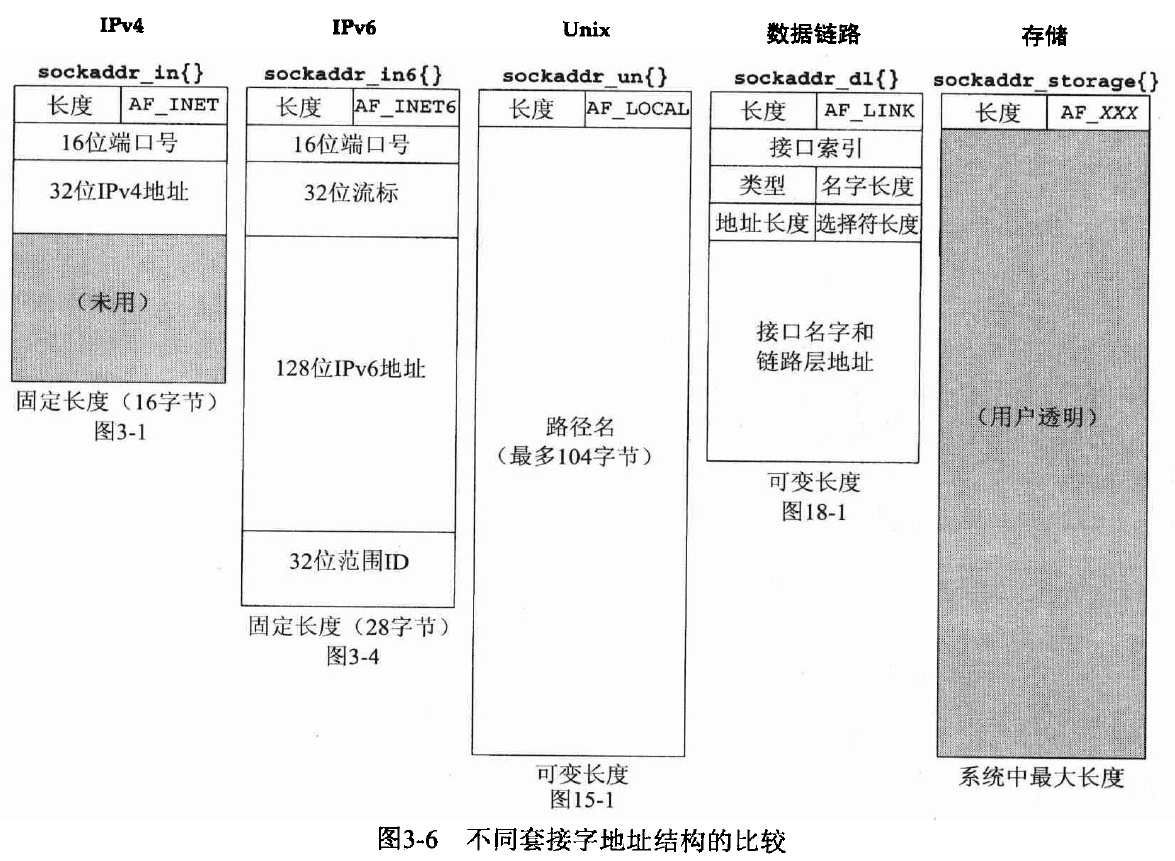 IPv4
IPv6
Unix
数据链路
存储
sockaddr_in{}
sockaddr_in6{}
sockaddr_un{}
sockaddr_dl{}
sockaddr_storage{}
长度
AF_INET
16位端口号
32位IPv4地址
（未用）
固定长度（16字节）
图3-1
长度
AF_INET6
16位端口号
32位流标
128位IPv6地址
32位范围ID
固定长度（28字节）
图3-4
长度
AF_LOCAL
路径名
（最多104字节）
可变长度
图15-1
长度
AF_LINK
接口索引
类型
名字长度
地址长度
选择符长度
接口名字和
链路层地址
可变长度
图18-1
长度
AF_XXX
（用户透明）
系统中最大长度
图3-6 不同套接字地址结构的比较